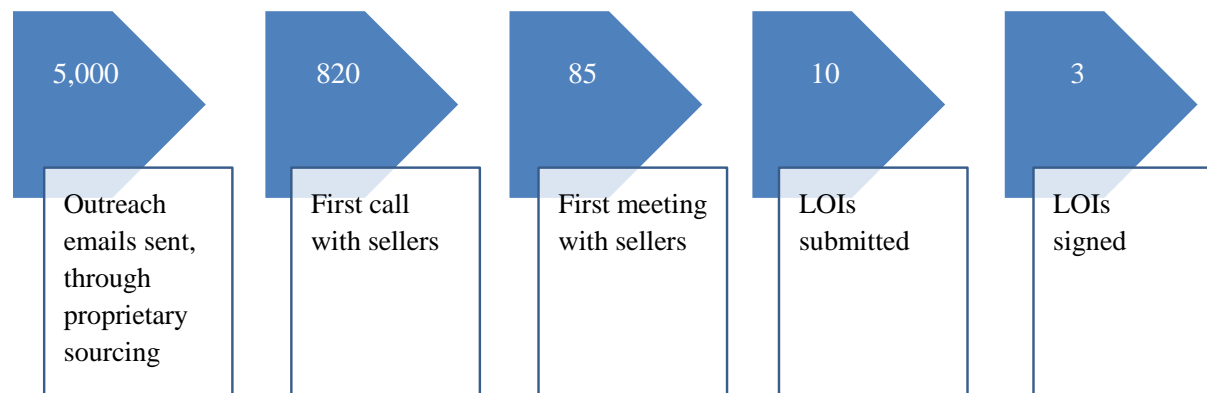 5,000
Outreach
emails sent,
through
proprietary
sourcing
820
First call
with sellers
85
First meeting
with sellers
10
LOIs
submitted
3
LOIs
signed